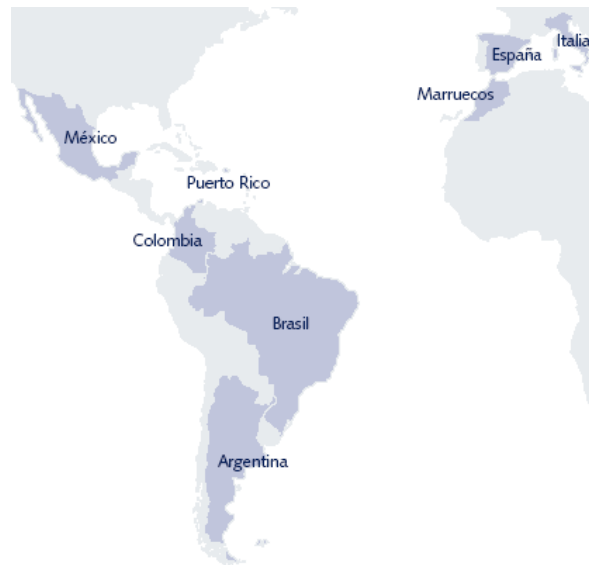 Italia
España
Marruecos
México
Puerto Rico
Colombia
Brasil
Argentina